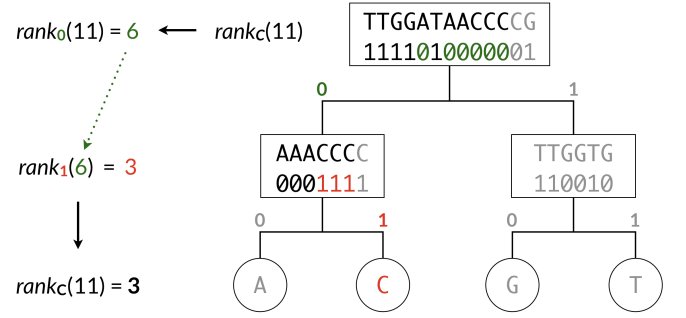 rank₀(11) = 6
rankC(11)
TTGGATAACCCCG
1111010000001
0
1
rank₁(6) = 3
AAACCCC
0001111
TTGGTG
110010
0
1
0
1
rankC(11) = 3
A
C
G
T